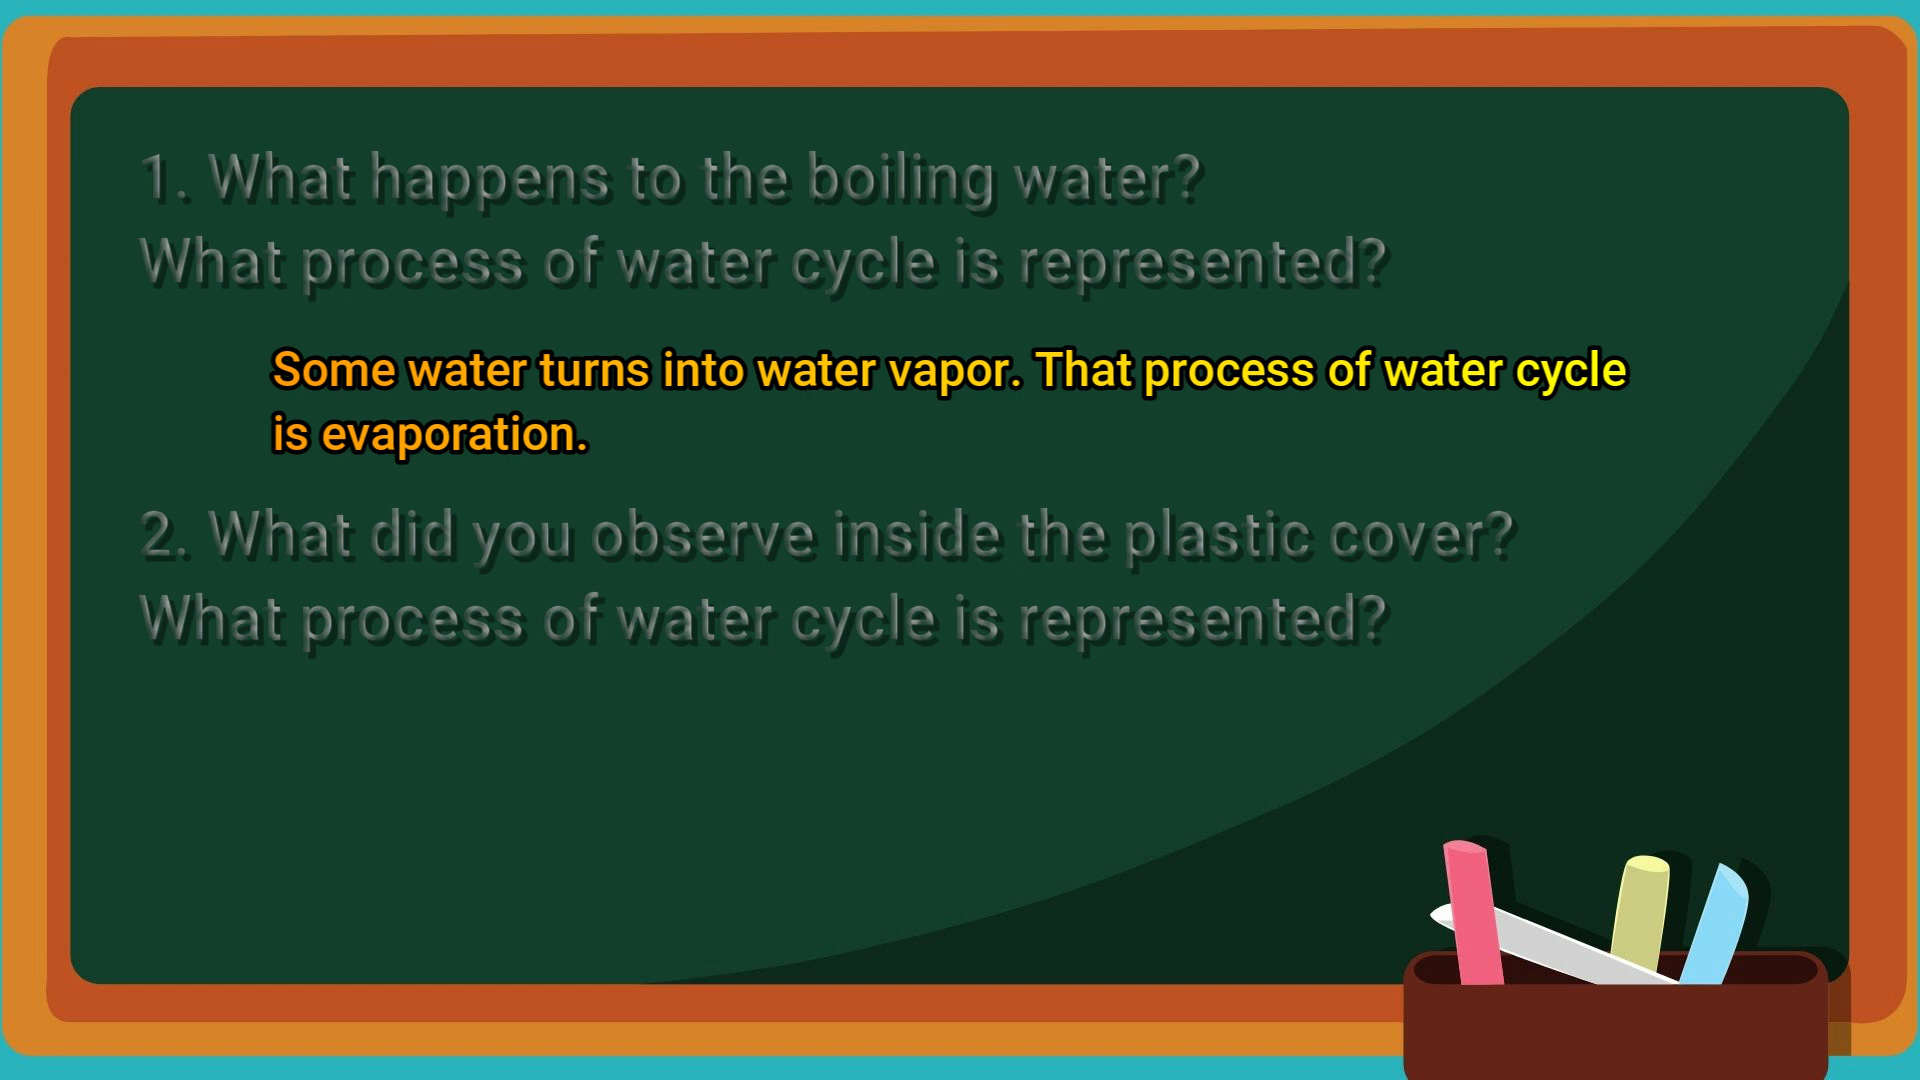 1. What happens to the boiling water?
What process of water cycle is represented?
Some water turns into water vapor. That process of water cycle
is evaporation.
2. What did you observe inside the plastic cover?
What process of water cycle is represented?